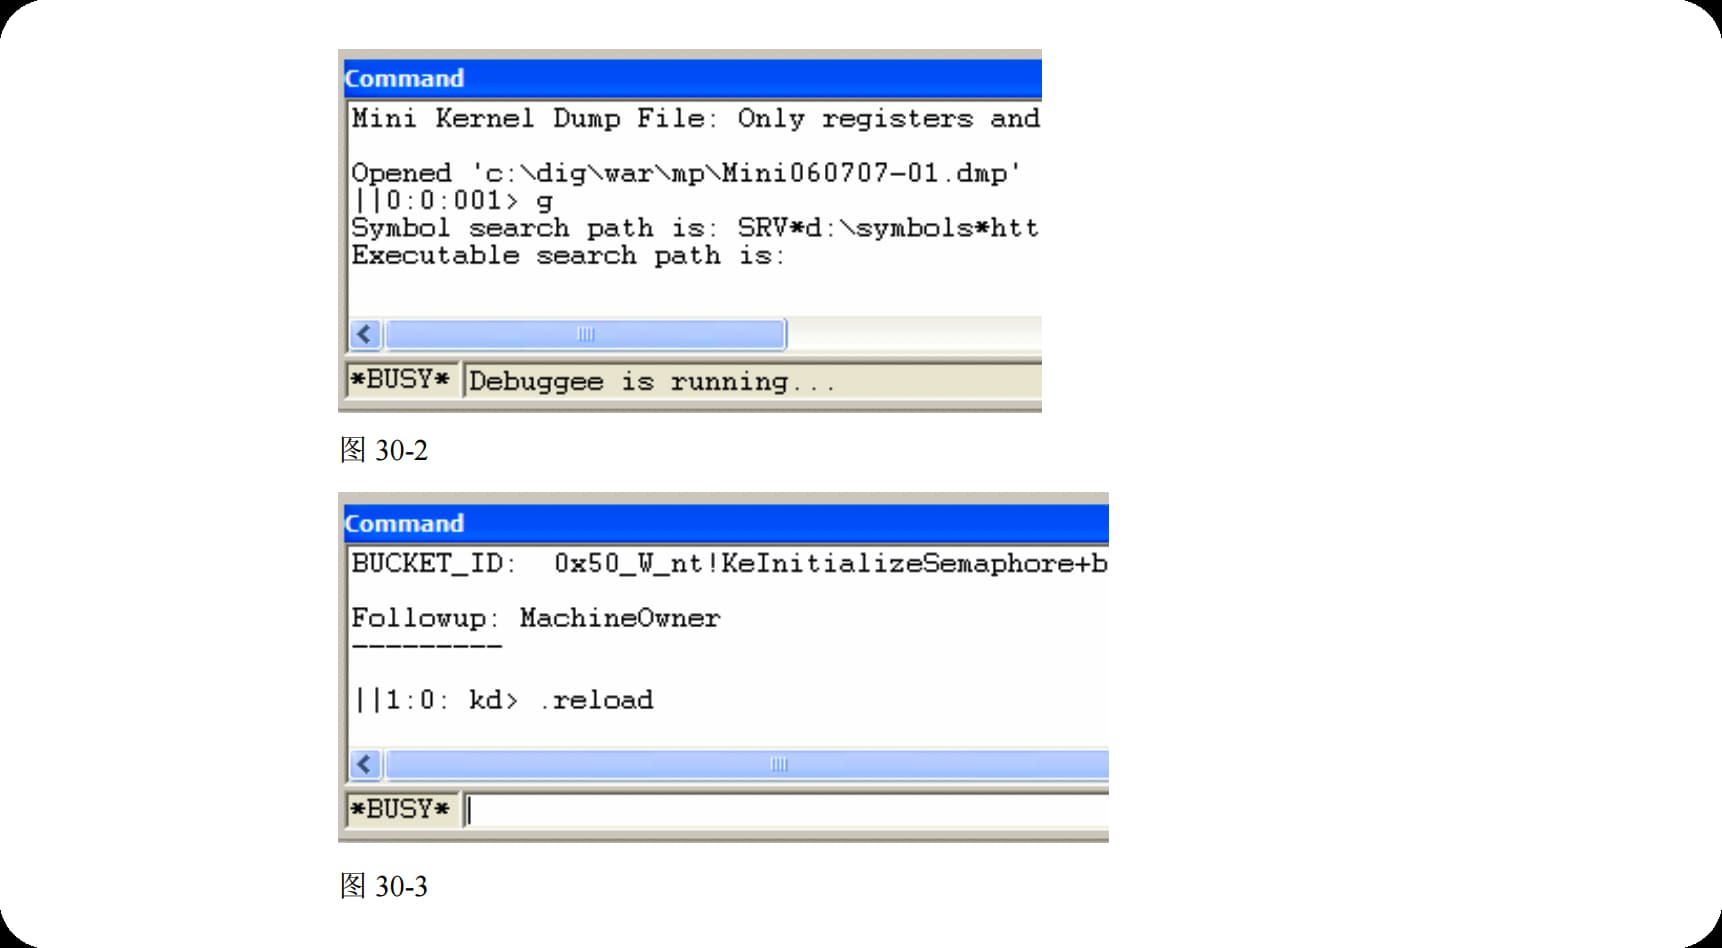 Command
Mini Kernel Dump File: Only registers and
Opened 'c:\dig\war\mp\Mini060707-01.dmp'
||0:0:001> g
Symbol search path is: SRV*d:\symbols*htt
Executable search path is:
*BUSY* Debuggee is running...
图 30-2
Command
BUCKET_ID:  0x50_W_nt!KeInitializeSemaphore+b
Followup: MachineOwner
---------
||1:0: kd> .reload
*BUSY*
图 30-3